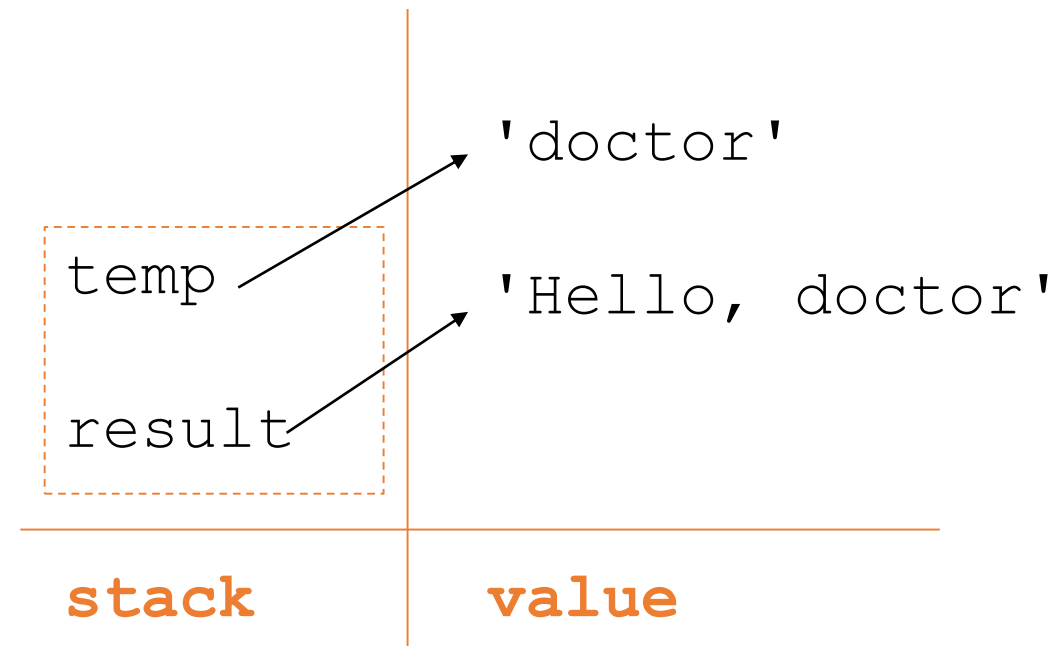 'doctor'
temp
'Hello, doctor'
result
stack
value